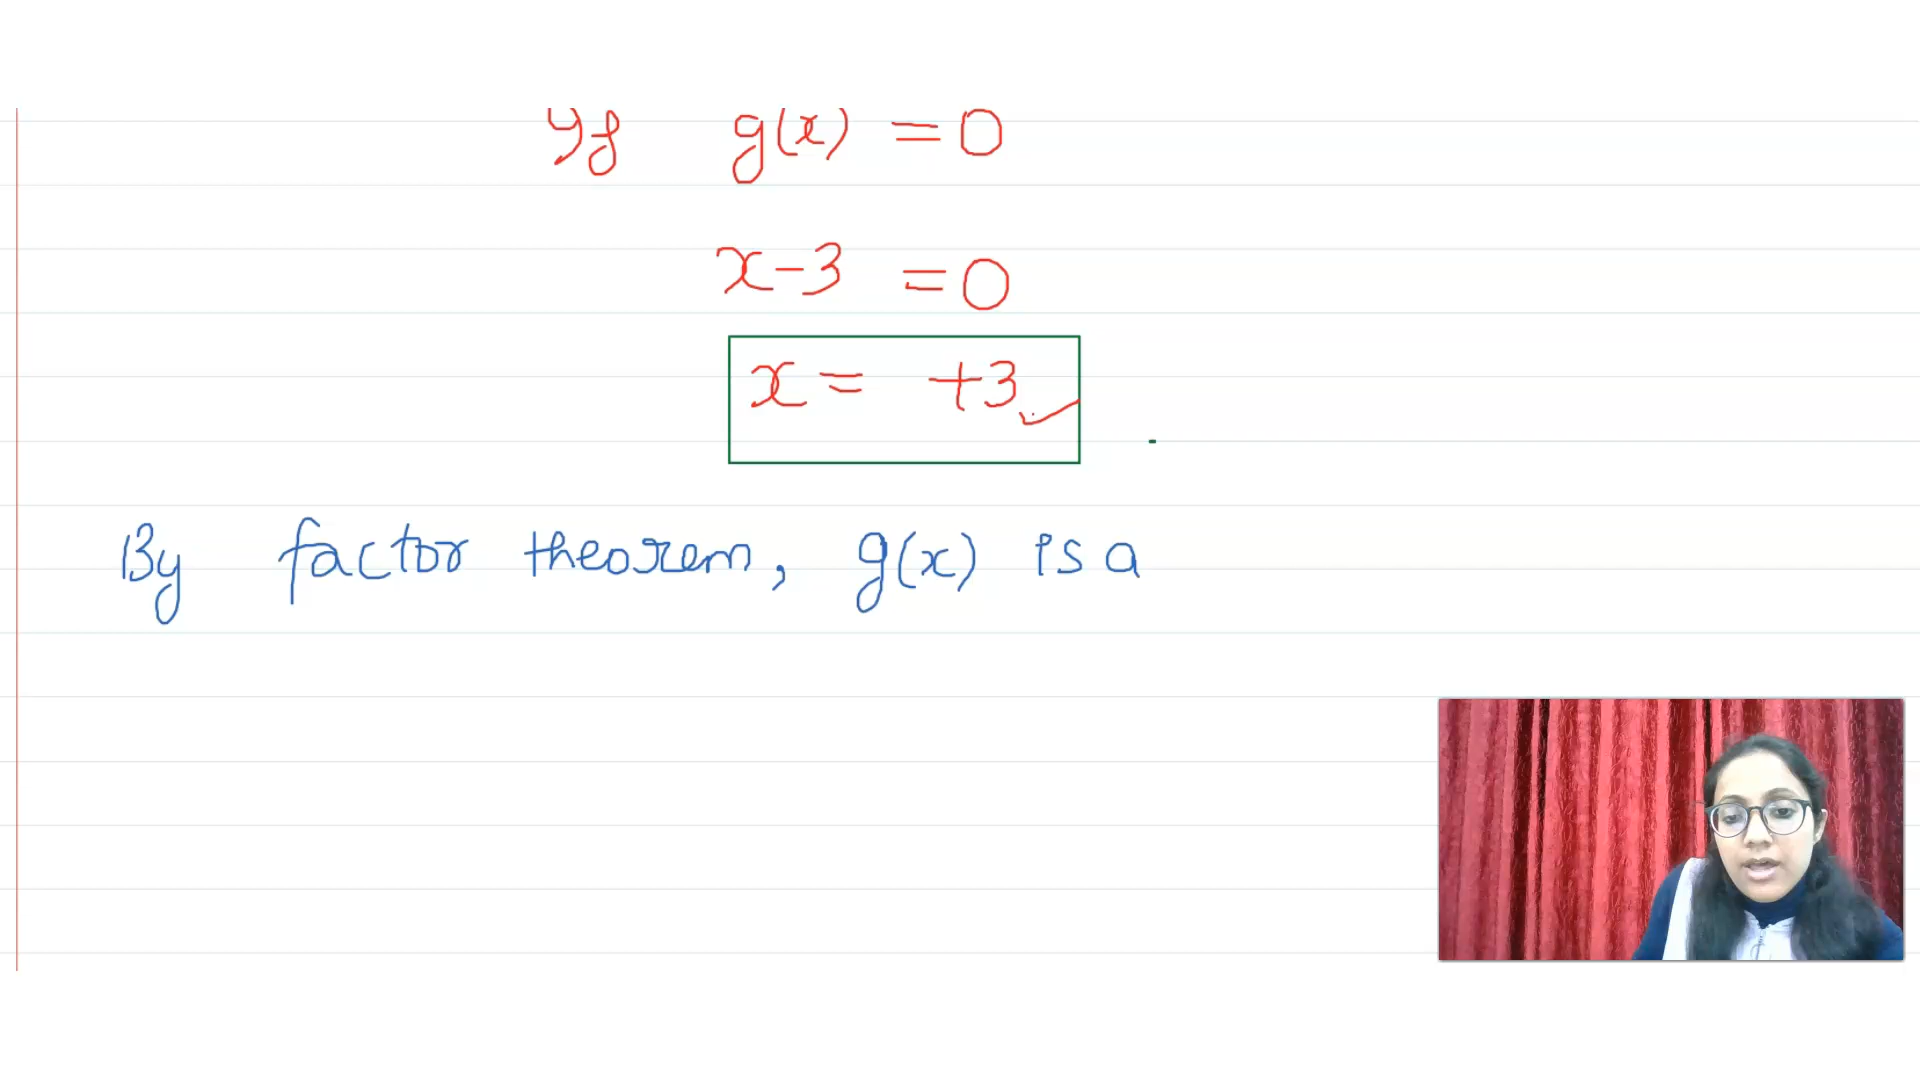 If g(x) = 0
x - 3 = 0
x = +3
By factor theorem, g(x) is a